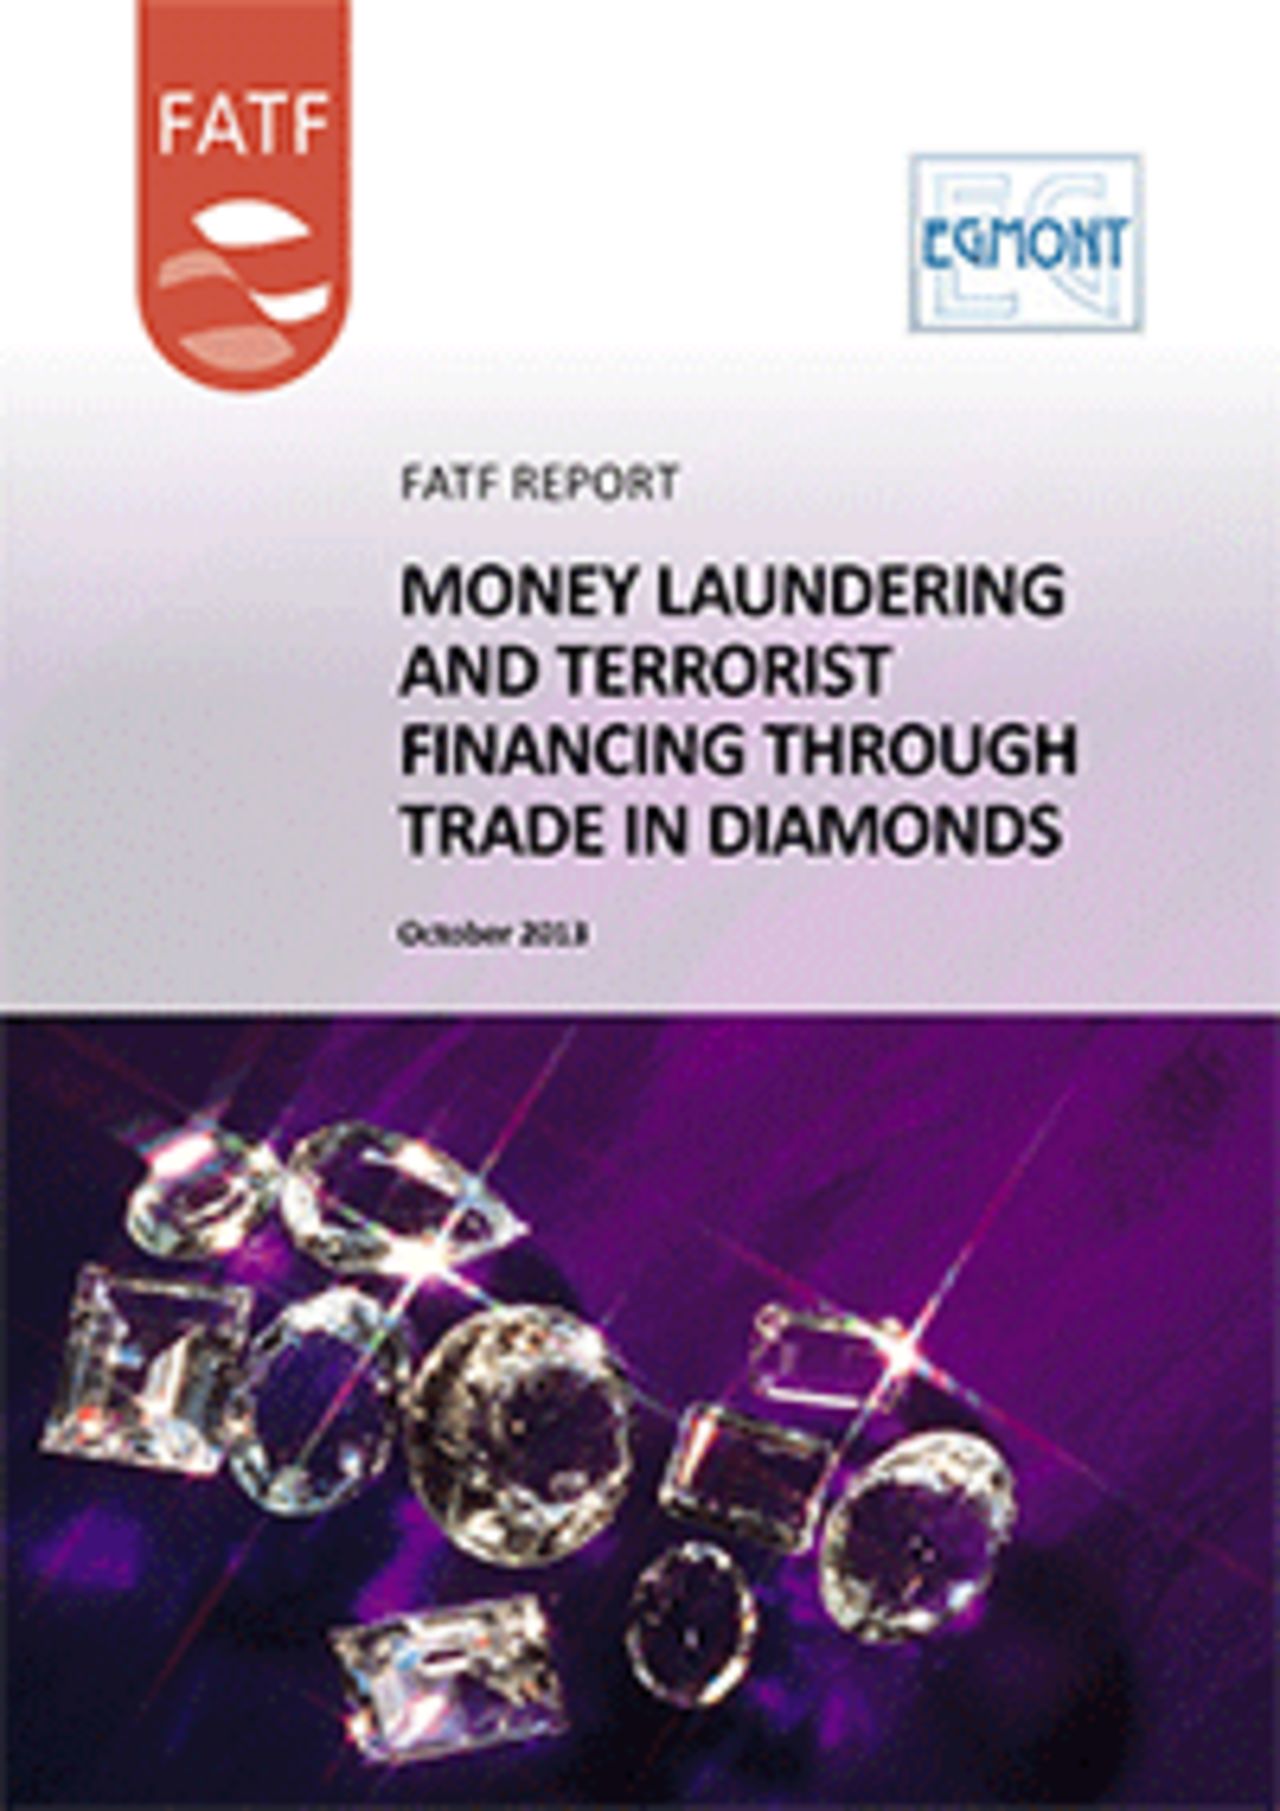 FATF
EGMONT
FATF REPORT
MONEY LAUNDERING
AND TERRORIST
FINANCING THROUGH
TRADE IN DIAMONDS
October 2013